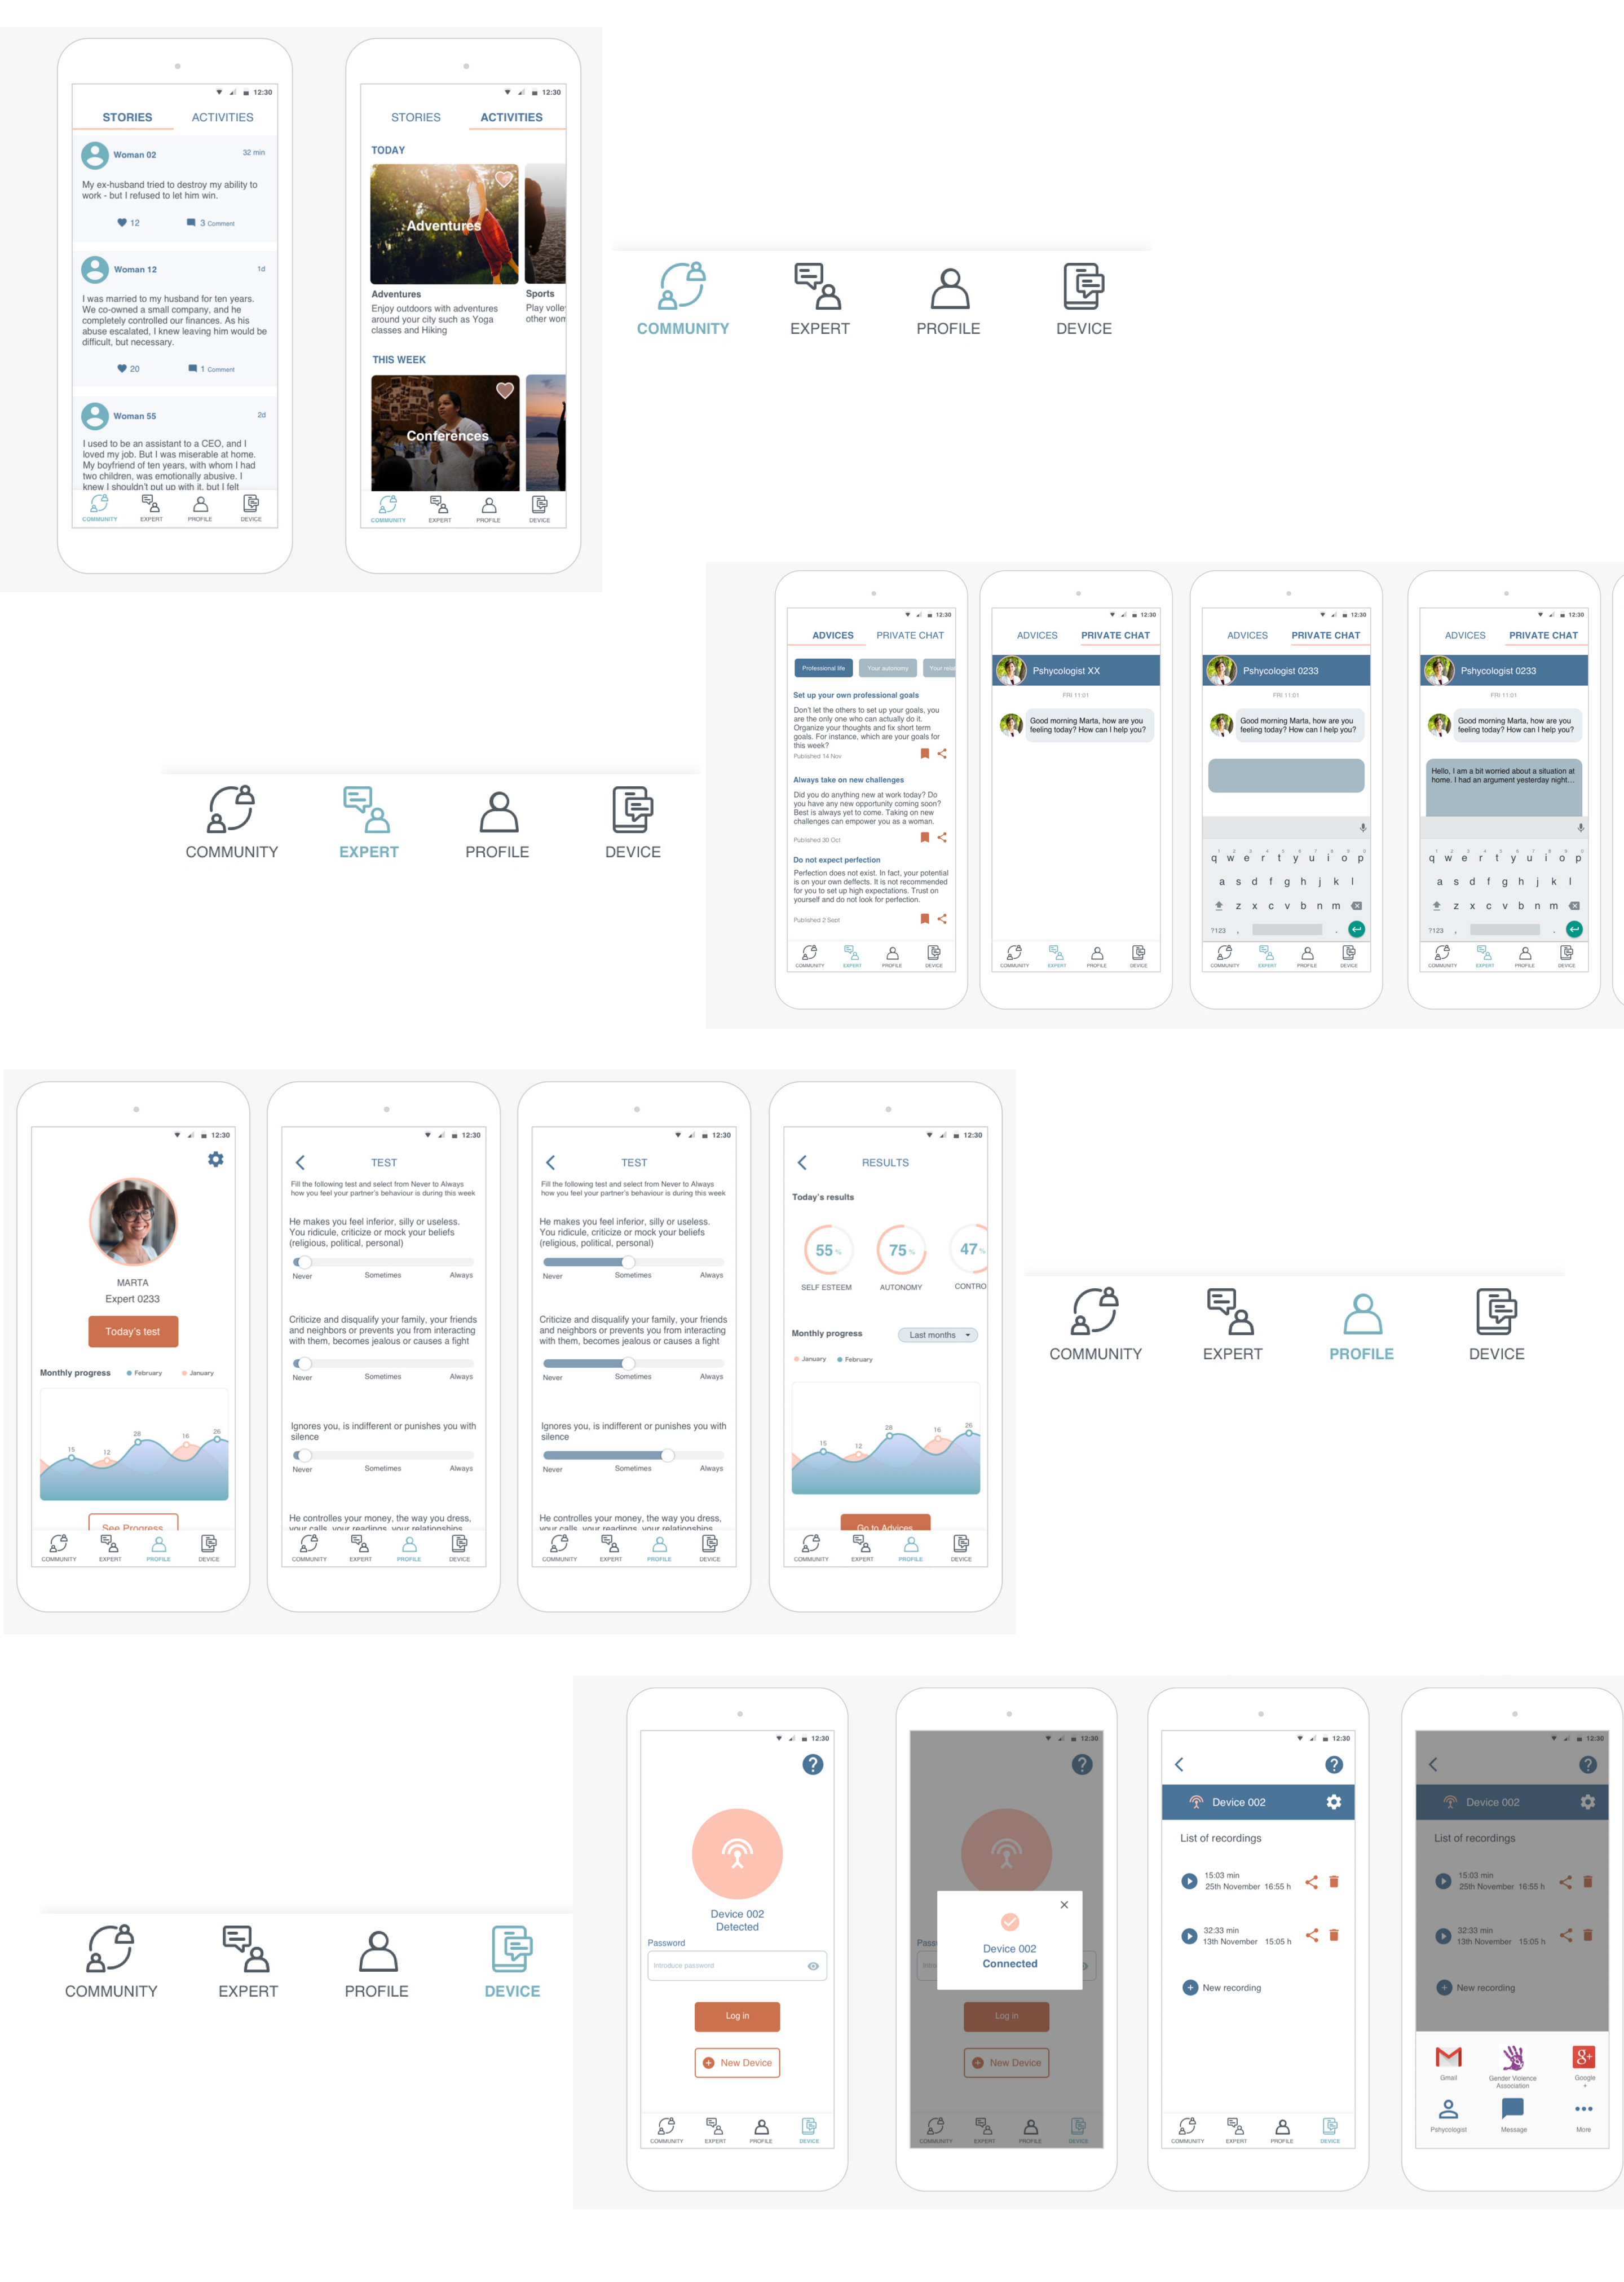 12:30
STORIES ACTIVITIES
Woman 02 32 min
My ex-husband tried to destroy my ability to
work - but I refused to let him win.
12 3 Comment
Woman 12 1d
I was married to my husband for ten years.
We co-owned a small company, and he
completely controlled our finances. As his
abuse escalated, I knew leaving him would be
difficult, but necessary.
20 1 Comment
Woman 55 2d
I used to be an assistant to a CEO, and I
loved my job. But I was miserable at home.
My boyfriend of ten years, with whom I had
two children, was emotionally abusive. I
knew I shouldn't put up with it, but I felt
COMMUNITY EXPERT PROFILE DEVICE
12:30
STORIES ACTIVITIES
TODAY
Adventures
Adventures
Enjoy outdoors with adventures
around your city such as Yoga
classes and Hiking
Sports
Play volley
other wom
THIS WEEK
Conferences
COMMUNITY EXPERT PROFILE DEVICE
COMMUNITY EXPERT PROFILE DEVICE
COMMUNITY EXPERT PROFILE DEVICE
12:30
ADVICES PRIVATE CHAT
Professional life Your autonomy Your relat
Set up your own professional goals
Don't let the others to set up your goals, you
are the only one who can actually do it.
Organize your thoughts and fix short term
goals. For instance, which are your goals for
this week?
Published 14 Nov
Always take on new challenges
Did you do anything new at work today? Do
you have any new opportunity coming soon?
Best is always yet to come. Taking on new
challenges can empower you as a woman.
Published 30 Oct
Do not expect perfection
Perfection does not exist. In fact, your potential
is on your own defects. It is not recommended
for you to set up high expectations. Trust on
yourself and do not look for perfection.
Published 2 Sept
COMMUNITY EXPERT PROFILE DEVICE
12:30
ADVICES PRIVATE CHAT
Pshycologist XX
FRI 11:01
Good morning Marta, how are you
feeling today? How can I help you?
COMMUNITY EXPERT PROFILE DEVICE
12:30
ADVICES PRIVATE CHAT
Pshycologist 0233
FRI 11:01
Good morning Marta, how are you
feeling today? How can I help you?
1 2 3 4 5 6 7 8 9 0
q w e r t y u i o p
a s d f g h j k l
z x c v b n m
?123 , .
COMMUNITY EXPERT PROFILE DEVICE
12:30
ADVICES PRIVATE CHAT
Pshycologist 0233
FRI 11:01
Good morning Marta, how are you
feeling today? How can I help you?
Hello, I am a bit worried about a situation at
home. I had an argument yesterday night...
1 2 3 4 5 6 7 8 9 0
q w e r t y u i o p
a s d f g h j k l
z x c v b n m
?123 , .
COMMUNITY EXPERT PROFILE DEVICE
12:30
MARTA
Expert 0233
Today's test
Monthly progress February January
15 12 28 16 26
See Progress
COMMUNITY EXPERT PROFILE DEVICE
12:30
TEST
Fill the following test and select from Never to Always
how you feel your partner's behaviour is during this week
He makes you feel inferior, silly or useless.
You ridicule, criticize or mock your beliefs
(religious, political, personal)
Never Sometimes Always
Criticize and disqualify your family, your friends
and neighbors or prevents you from interacting
with them, becomes jealous or causes a fight
Never Sometimes Always
Ignores you, is indifferent or punishes you with
silence
Never Sometimes Always
He controlles your money, the way you dress,
your calls, your readings, your relationships
COMMUNITY EXPERT PROFILE DEVICE
12:30
TEST
Fill the following test and select from Never to Always
how you feel your partner's behaviour is during this week
He makes you feel inferior, silly or useless.
You ridicule, criticize or mock your beliefs
(religious, political, personal)
Never Sometimes Always
Criticize and disqualify your family, your friends
and neighbors or prevents you from interacting
with them, becomes jealous or causes a fight
Never Sometimes Always
Ignores you, is indifferent or punishes you with
silence
Never Sometimes Always
He controlles your money, the way you dress,
your calls, your readings, your relationships
COMMUNITY EXPERT PROFILE DEVICE
12:30
RESULTS
Today's results
55 % 75 % 47 %
SELF ESTEEM AUTONOMY CONTRO
Monthly progress Last months
January February
15 12 28 16 26
Go to Advices
COMMUNITY EXPERT PROFILE DEVICE
COMMUNITY EXPERT PROFILE DEVICE
COMMUNITY EXPERT PROFILE DEVICE
12:30
?
Device 002
Detected
Password
Introduce password
Log in
New Device
COMMUNITY EXPERT PROFILE DEVICE
12:30
?
Device 002
Connected
Pass
Intro
Log in
New Device
COMMUNITY EXPERT PROFILE DEVICE
12:30
?
Device 002
List of recordings
15:03 min
25th November 16:55 h
32:33 min
13th November 15:05 h
New recording
COMMUNITY EXPERT PROFILE DEVICE
12:30
?
Device 002
List of recordings
15:03 min
25th November 16:55 h
32:33 min
13th November 15:05 h
New recording
Gmail
Gender Violence
Association
8+
Google
+
Pshycologist Message More